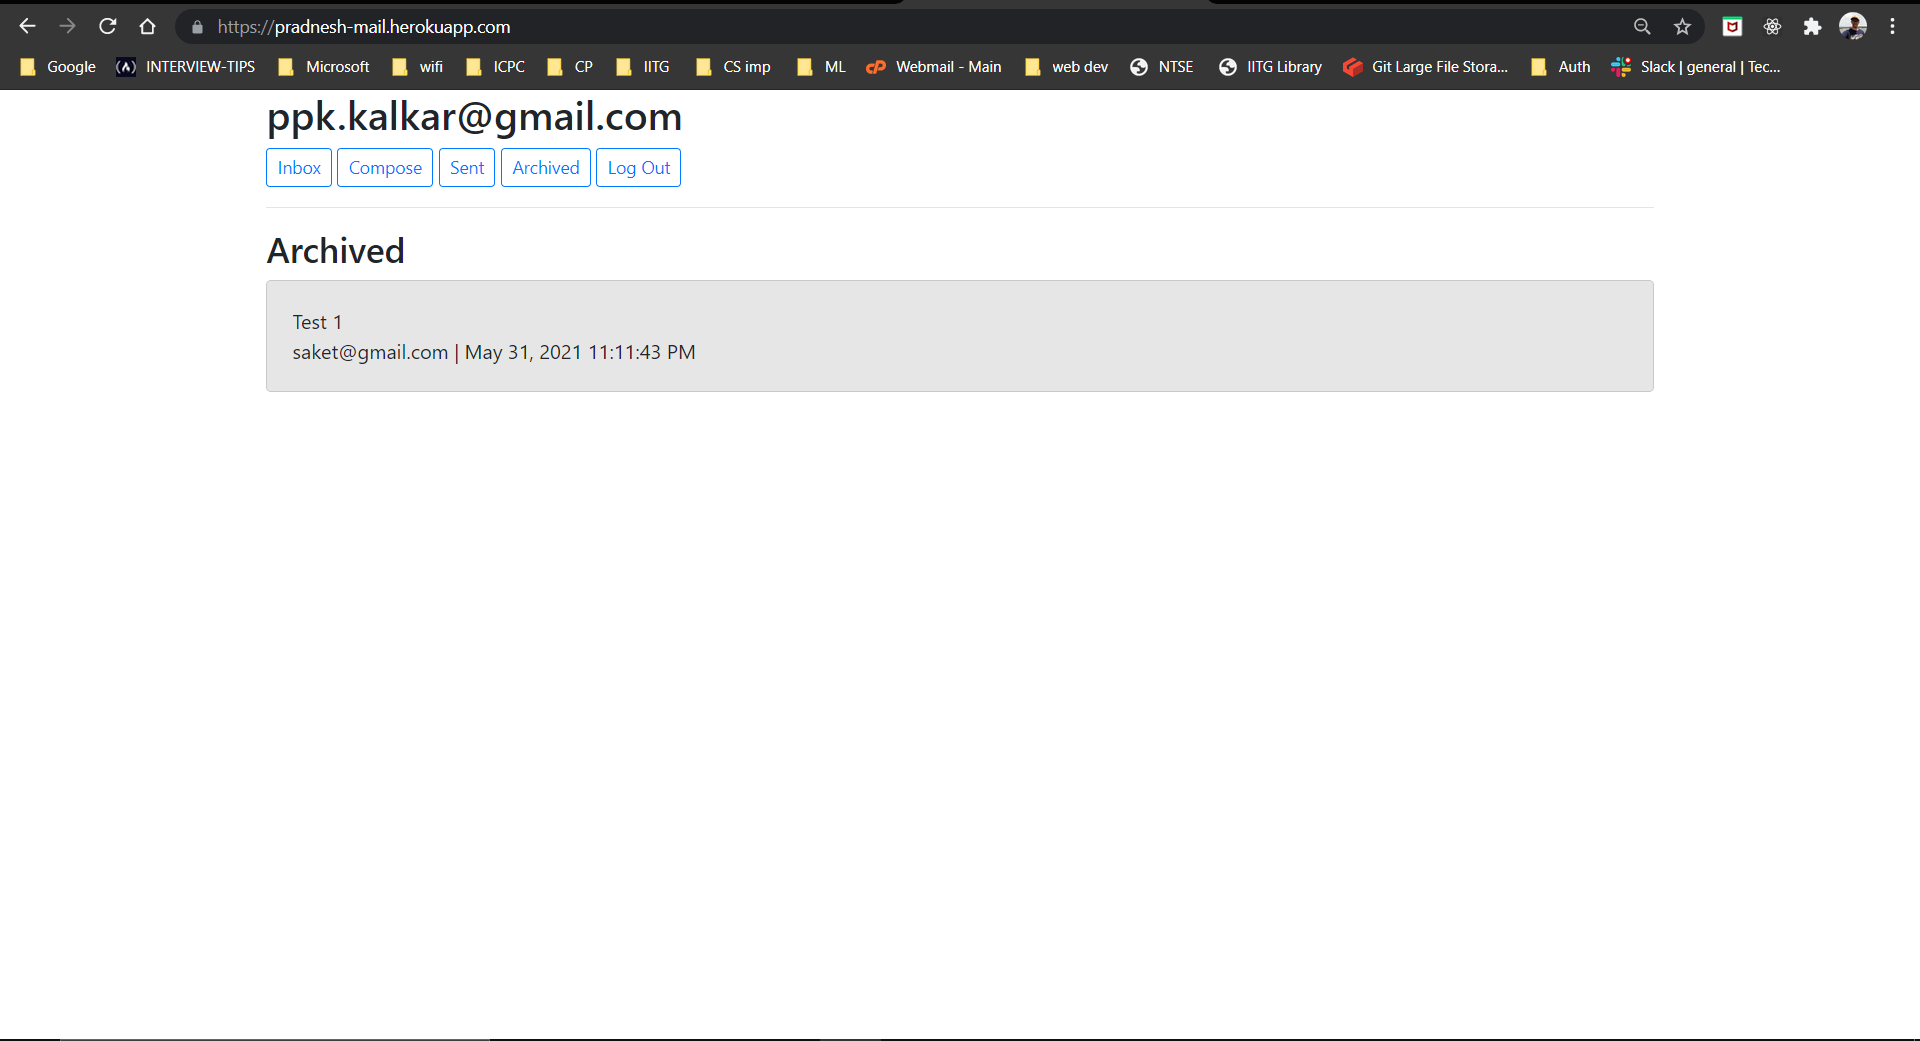 https://pradnesh-mail.herokuapp.com
Google INTERVIEW-TIPS Microsoft wifi ICPC CP IITG CS imp ML Webmail - Main web dev NTSE IITG Library Git Large File Stora... Auth Slack | general | Tec...
ppk.kalkar@gmail.com
Inbox Compose Sent Archived Log Out
Archived
Test 1
saket@gmail.com | May 31, 2021 11:11:43 PM